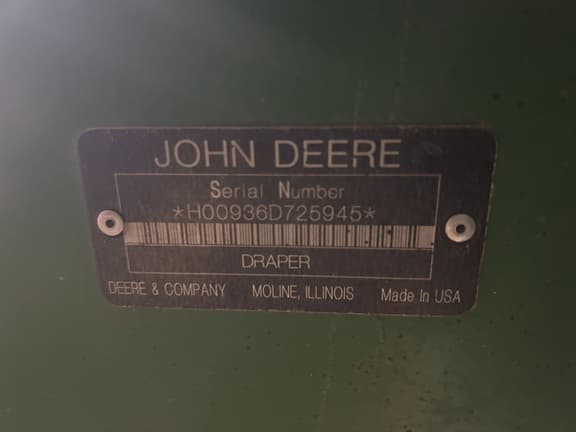 JOHN DEERE
Serial Number
*H00936D725945*
DRAPER
DEERE & COMPANY MOLINE, ILLINOIS Made In USA